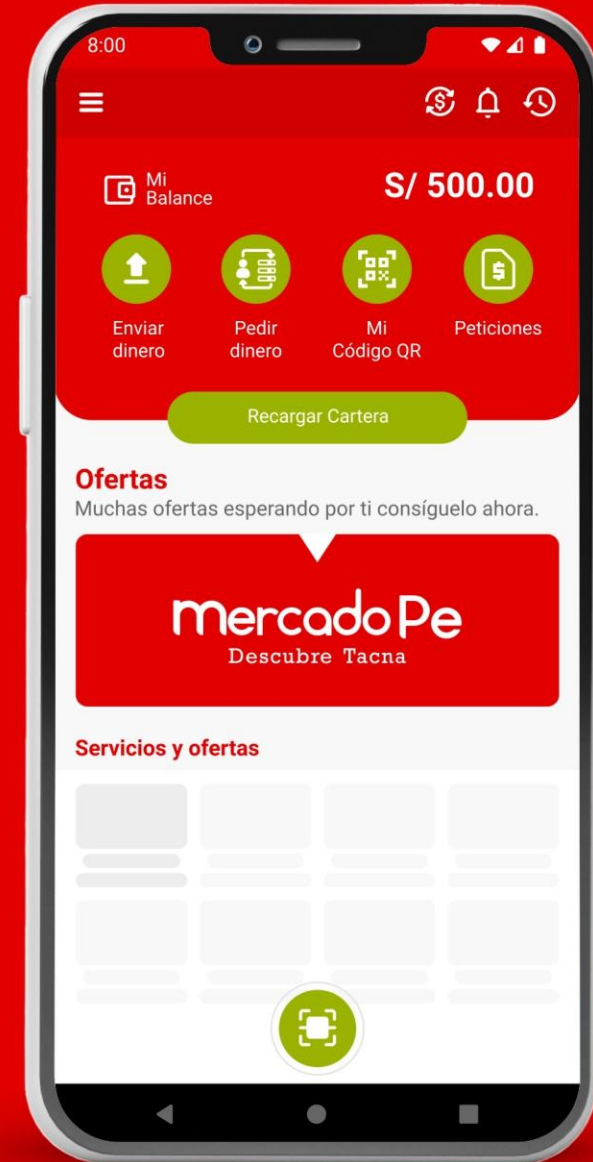 8:00
Mi
Balance
S/ 500.00
Enviar
dinero
Pedir
dinero
Mi
Código QR
Peticiones
Recargar Cartera
Ofertas
Muchas ofertas esperando por ti consíguelo ahora.
mercadoPe
Descubre Tacna
Servicios y ofertas